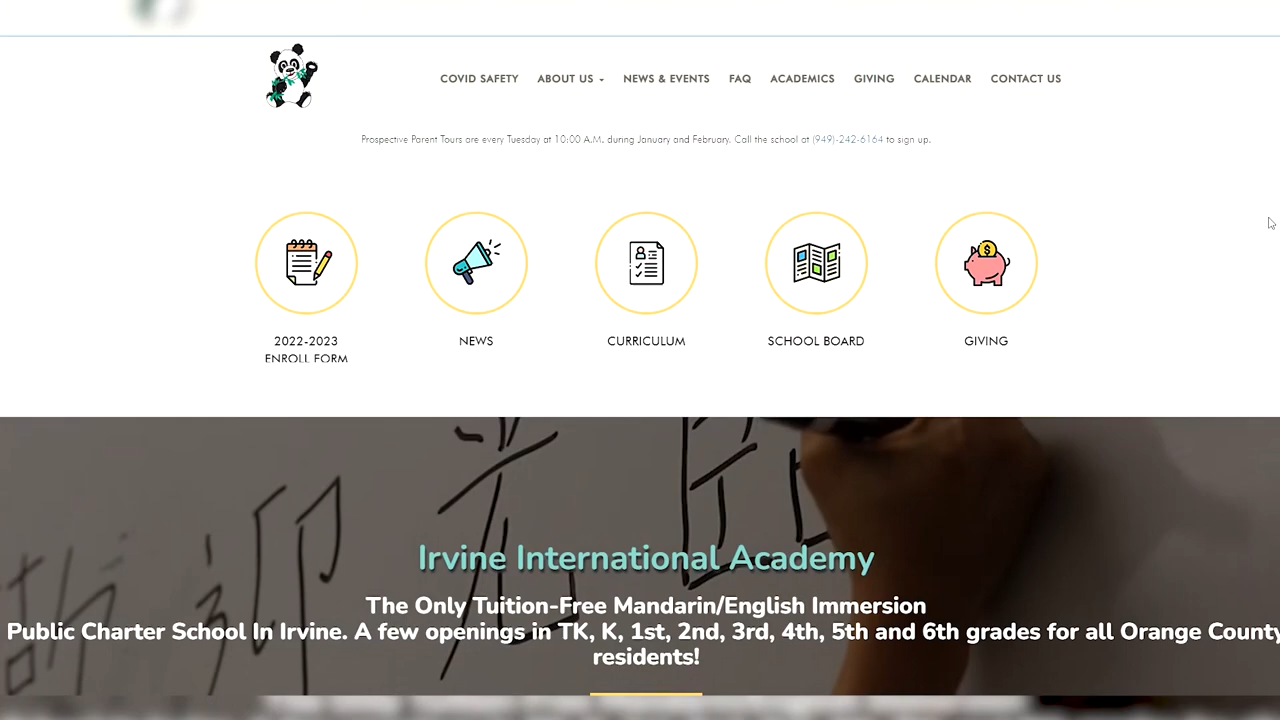 COVID SAFETY ABOUT US NEWS & EVENTS FAQ ACADEMICS GIVING CALENDAR CONTACT US
Prospective Parent Tours are every Tuesday at 10:00 A.M. during January and February. Call the school at (949)-242-6164 to sign up.
2022-2023
ENROLL FORM
NEWS
CURRICULUM
SCHOOL BOARD
GIVING
Irvine International Academy
The Only Tuition-Free Mandarin/English Immersion
Public Charter School In Irvine. A few openings in TK, K, 1st, 2nd, 3rd, 4th, 5th and 6th grades for all Orange County
residents!